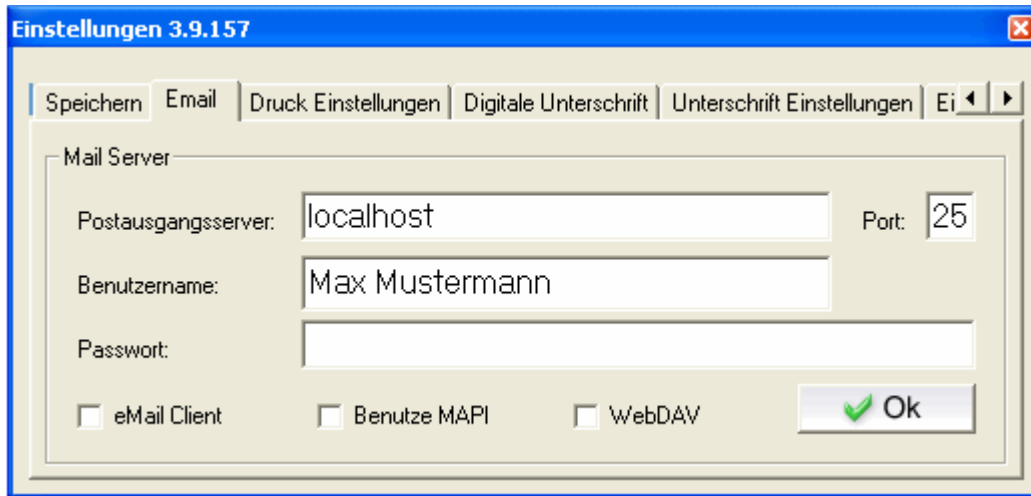 Einstellungen 3.9.157
Speichern Email Druck Einstellungen Digitale Unterschrift Unterschrift Einstellungen Ei
Mail Server
Postausgangsserver: localhost Port: 25
Benutzername: Max Mustermann
Passwort:
eMail Client Benutze MAPI WebDAV Ok